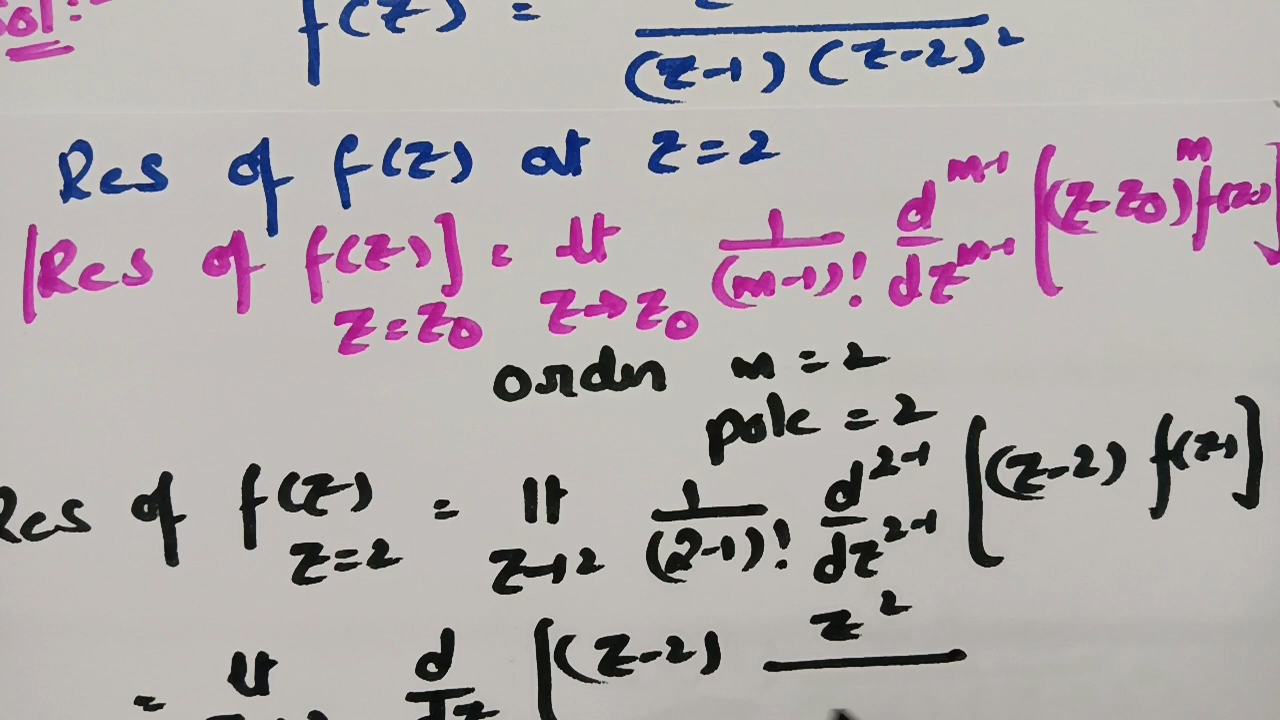 Sol:-
f(z) =
(z-1) (z-2)²
Res of f(z) at z=2
[Res of f(z)] = lt 1/(m-1)! d^(m-1)/dz^(m-1) [(z-z0)^m f(z)]
z=z0 z→z0
order m = 2
pole = 2
Res of f(z) = lt 1/(2-1)! d^(2-1)/dz^(2-1) [(z-2) f(z)]
z=2 z→2
= lt d/dz [(z-2) z²